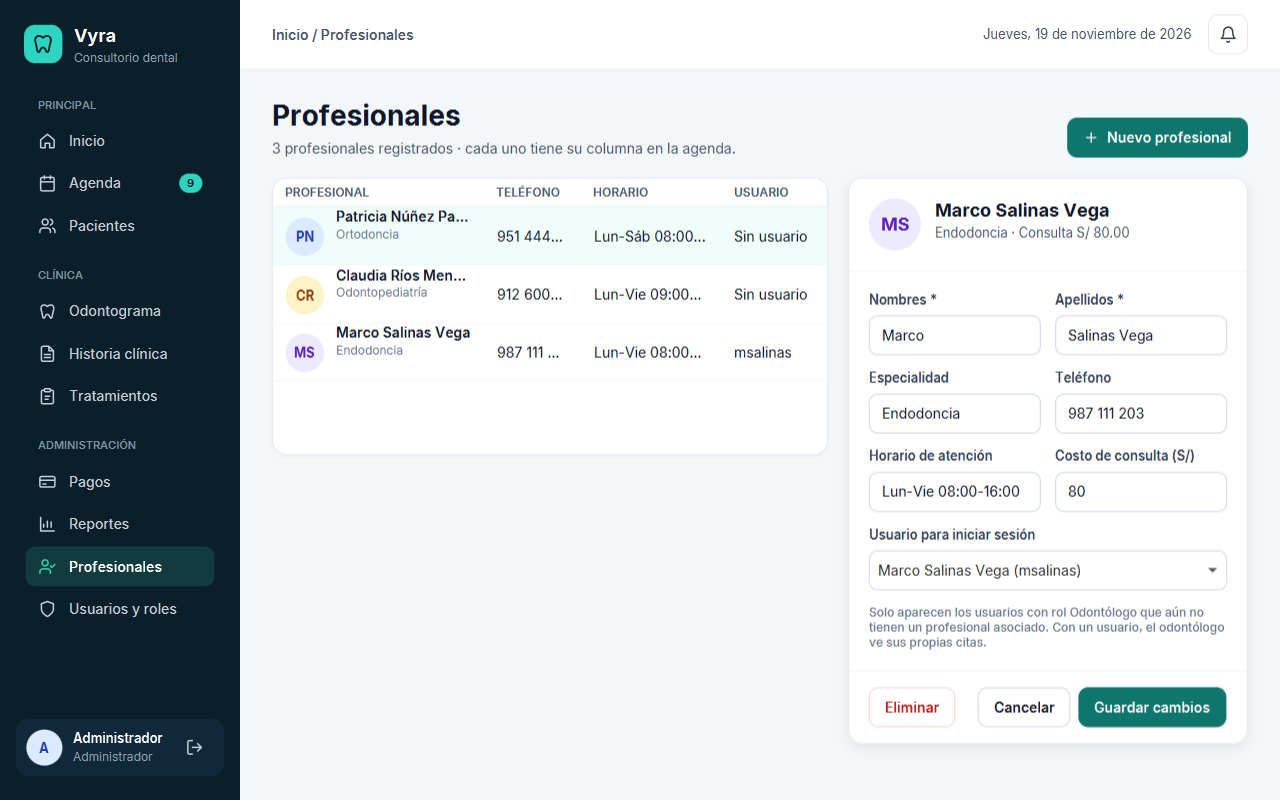 Vyra
Consultorio dental
PRINCIPAL
Inicio
Agenda
9
Pacientes
CLÍNICA
Odontograma
Historia clínica
Tratamientos
ADMINISTRACIÓN
Pagos
Reportes
Profesionales
Usuarios y roles
A
Administrador
Administrador
Inicio / Profesionales
Jueves, 19 de noviembre de 2026
Profesionales
3 profesionales registrados · cada uno tiene su columna en la agenda.
Nuevo profesional
PROFESIONAL TELÉFONO HORARIO USUARIO
PN Patricia Núñez Pa... 951 444... Lun-Sáb 08:00... Sin usuario
Ortodoncia
CR Claudia Ríos Men... 912 600... Lun-Vie 09:00... Sin usuario
Odontopediatría
MS Marco Salinas Vega 987 111 ... Lun-Vie 08:00... msalinas
Endodoncia
MS
Marco Salinas Vega
Endodoncia · Consulta S/ 80.00
Nombres * Apellidos *
Marco Salinas Vega
Especialidad Teléfono
Endodoncia 987 111 203
Horario de atención Costo de consulta (S/)
Lun-Vie 08:00-16:00 80
Usuario para iniciar sesión
Marco Salinas Vega (msalinas)
Solo aparecen los usuarios con rol Odontólogo que aún no
tienen un profesional asociado. Con un usuario, el odontólogo
ve sus propias citas.
Eliminar Cancelar Guardar cambios